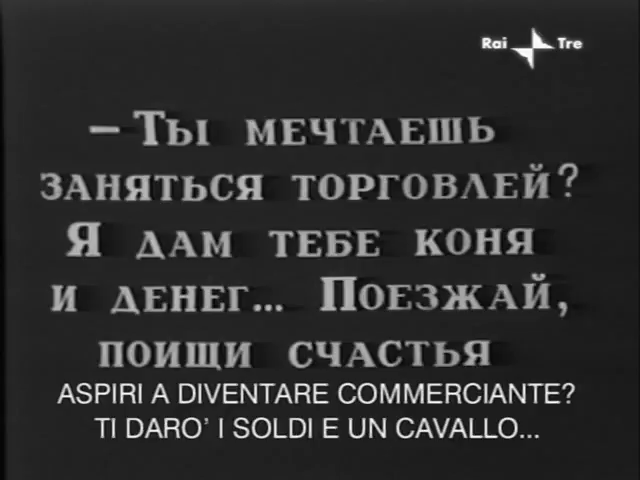 Rai Tre
– Ты мечтаешь
заняться торговлей?
Я дам тебе коня
и денег... Поезжай,
поищи счастья
ASPIRI A DIVENTARE COMMERCIANTE?
TI DARO' I SOLDI E UN CAVALLO...